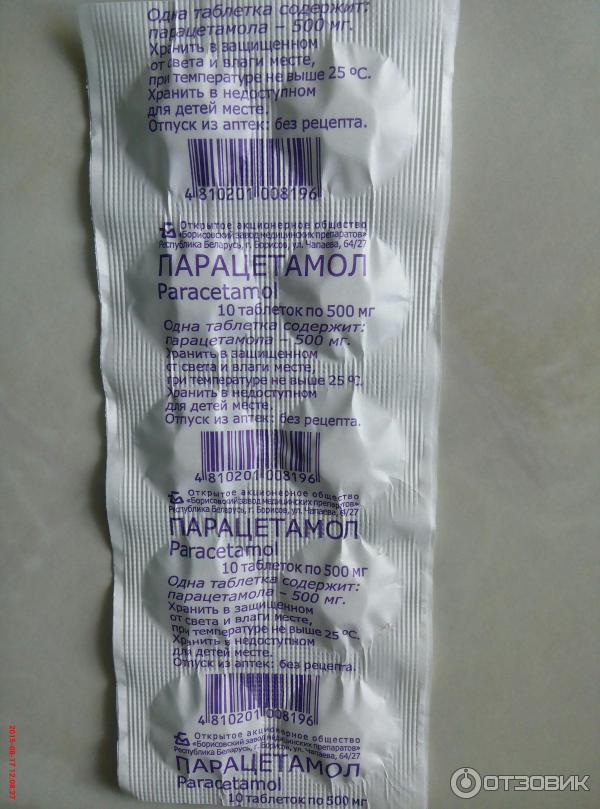 Одна таблетка содержит:
парацетамола – 500 мг.
Хранить в защищенном
от света и влаги месте,
при температуре не выше 25 ºС.
Хранить в недоступном
для детей месте.
Отпуск из аптек: без рецепта.
4 810201 008196
Открытое акционерное общество
«Борисовский завод медицинских препаратов»
Республика Беларусь, г. Борисов, ул. Чапаева, 64/27
ПАРАЦЕТАМОЛ
Paracetamol
10 таблеток по 500 мг
Одна таблетка содержит:
парацетамола – 500 мг.
Хранить в защищенном
от света и влаги месте,
при температуре не выше 25 ºС.
Хранить в недоступном
для детей месте.
Отпуск из аптек: без рецепта.
4 810201 008196
Открытое акционерное общество
«Борисовский завод медицинских препаратов»
Республика Беларусь, г. Борисов, ул. Чапаева, 64/27
ПАРАЦЕТАМОЛ
Paracetamol
10 таблеток по 500 мг
Одна таблетка содержит:
парацетамола – 500 мг.
Хранить в защищенном
от света и влаги месте,
при температуре не выше 25 ºС.
Хранить в недоступном
для детей месте.
Отпуск из аптек: без рецепта.
4 810201 008196
Открытое акционерное общество
«Борисовский завод медицинских препаратов»
Республика Беларусь, г. Борисов, ул. Чапаева, 64/27
ПАРАЦЕТАМОЛ
Paracetamol
10 таблеток по 500 мг
2015-08-17 12:08:27
ОТЗОВИК